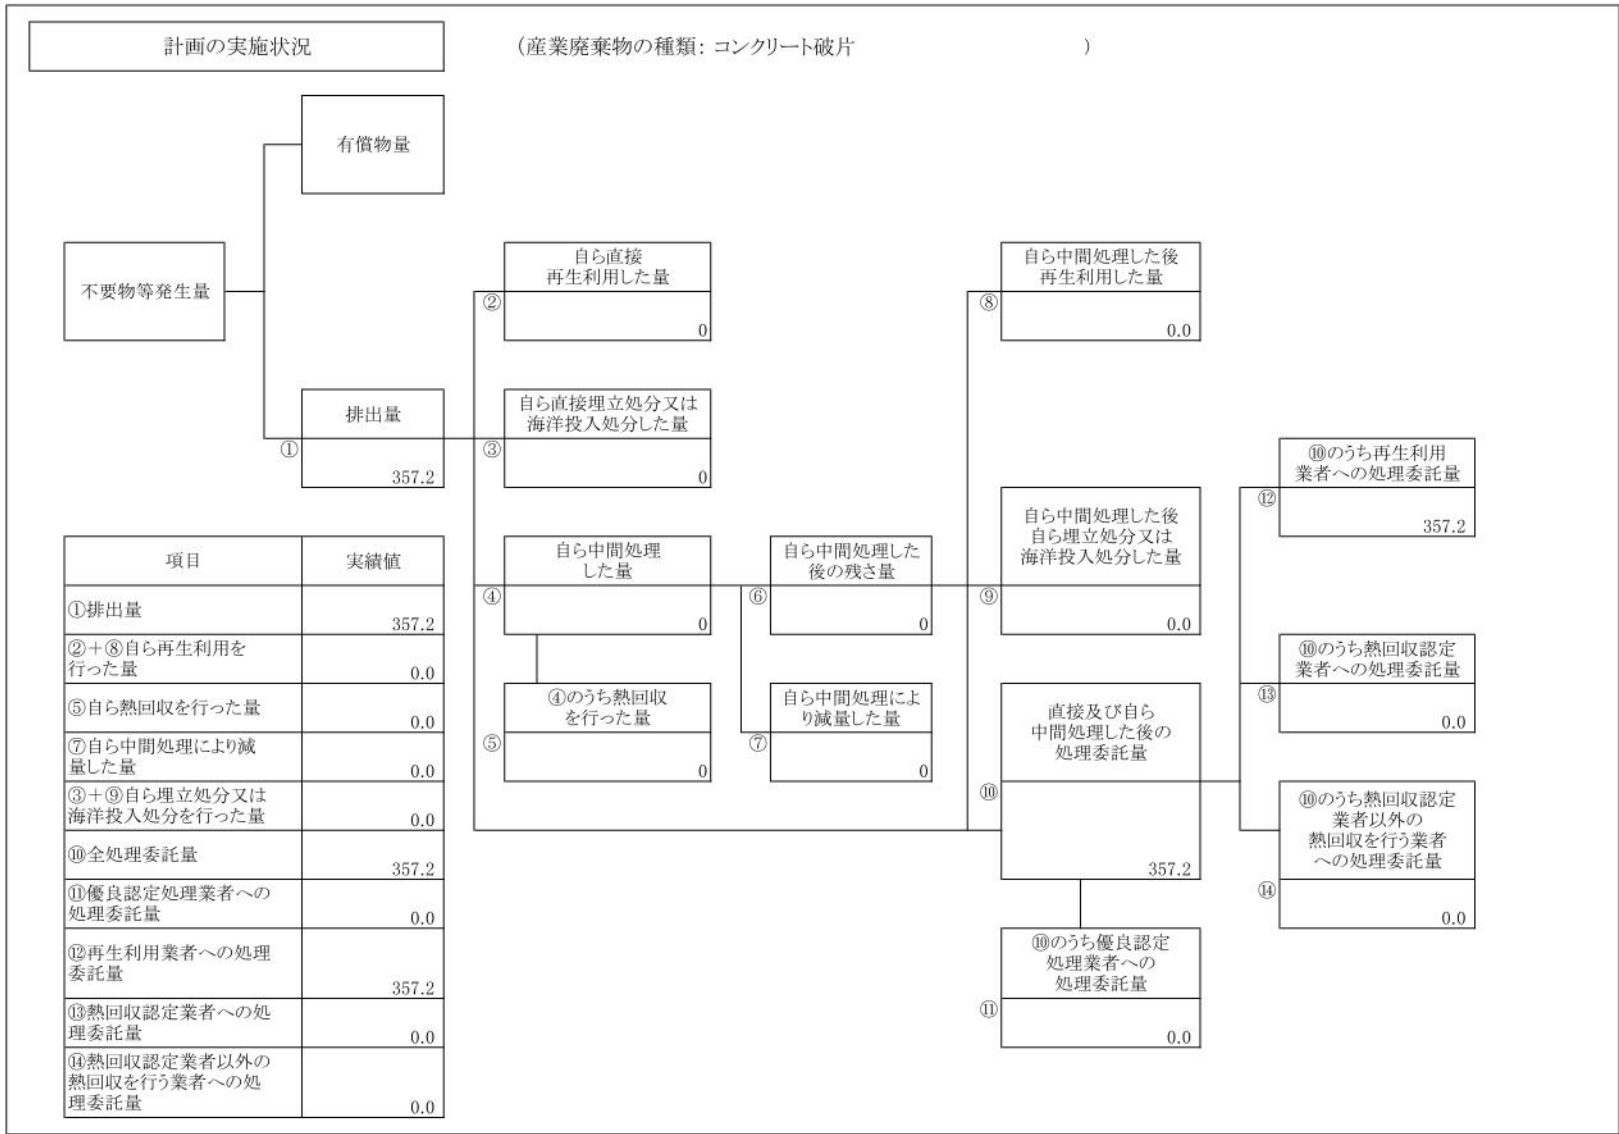 計画の実施状況
（産業廃棄物の種類：コンクリート破片　）
有償物量
不要物等発生量
排出量
①
357.2
自ら直接
再生利用した量
②
0
自ら直接埋立処分又は
海洋投入処分した量
③
0
自ら中間処理
した量
④
0
④のうち熱回収
を行った量
⑤
0
自ら中間処理した
後の残さ量
⑥
0
自ら中間処理によ
り減量した量
⑦
0
自ら中間処理した後
再生利用した量
⑧
0.0
自ら中間処理した後
自ら埋立処分又は
海洋投入処分した量
⑨
0.0
直接及び自ら
中間処理した後の
処理委託量
⑩
357.2
⑩のうち優良認定
処理業者への
処理委託量
⑪
0.0
⑩のうち再生利用
業者への処理委託量
⑫
357.2
⑩のうち熱回収認定
業者への処理委託量
⑬
0.0
⑩のうち熱回収認定
業者以外の
熱回収を行う業者
への処理委託量
⑭
0.0
項目 実績値
①排出量
357.2
②＋⑧自ら再生利用を
行った量
0.0
⑤自ら熱回収を行った量
0.0
⑦自ら中間処理により減
量した量
0.0
③＋⑨自ら埋立処分又は
海洋投入処分を行った量
0.0
⑩全処理委託量
357.2
⑪優良認定処理業者への
処理委託量
0.0
⑫再生利用業者への処理
委託量
357.2
⑬熱回収認定業者への処
理委託量
0.0
⑭熱回収認定業者以外の
熱回収を行う業者への処
理委託量
0.0